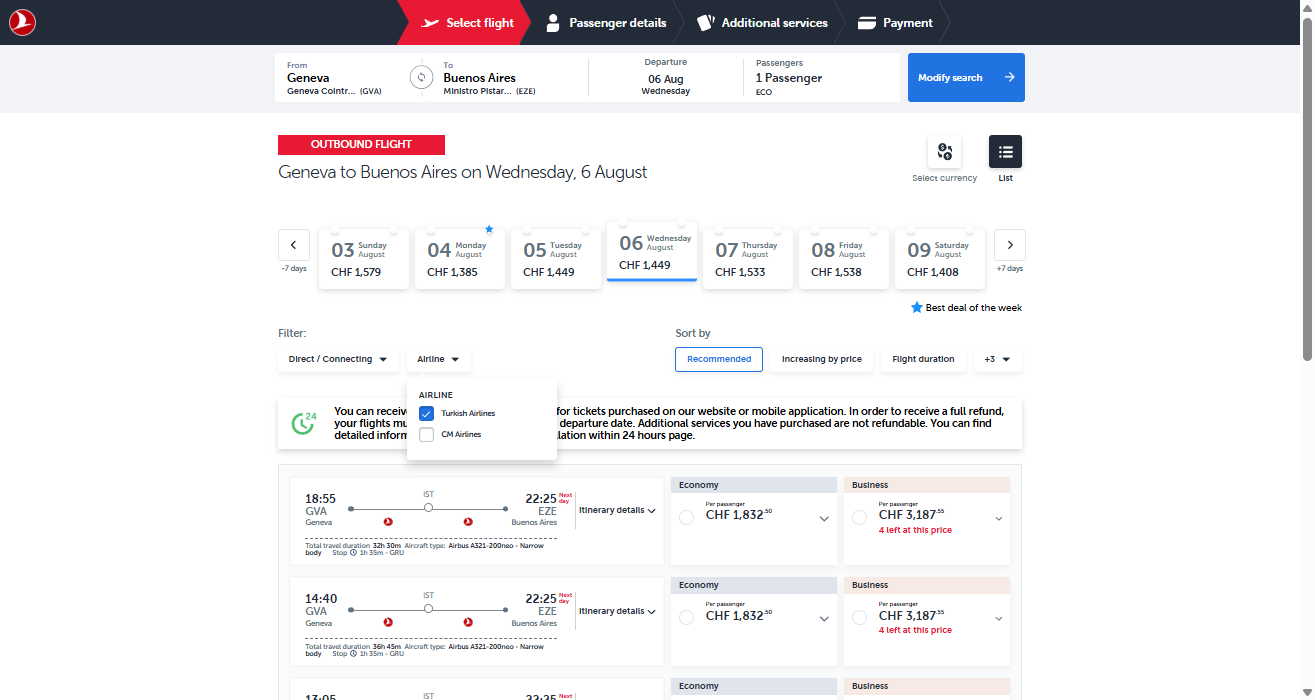 Select flight
Passenger details
Additional services
Payment
From
Geneva
Geneva Cointr... (GVA)
To
Buenos Aires
Ministro Pistar... (EZE)
Departure
06 Aug
Wednesday
Passengers
1 Passenger
ECO
Modify search
OUTBOUND FLIGHT
Geneva to Buenos Aires on Wednesday, 6 August
Select currency
List
-7 days
03 Sunday August
CHF 1,579
04 Monday August
CHF 1,385
05 Tuesday August
CHF 1,449
06 Wednesday August
CHF 1,449
07 Thursday August
CHF 1,533
08 Friday August
CHF 1,538
09 Saturday August
CHF 1,408
+7 days
Best deal of the week
Filter:
Sort by
Direct / Connecting
Airline
Recommended
Increasing by price
Flight duration
+3
AIRLINE
Turkish Airlines
CM Airlines
24
You can receiv for tickets purchased on our website or mobile application. In order to receive a full refund,
your flights mu departure date. Additional services you have purchased are not refundable. You can find
detailed inform lation within 24 hours page.
18:55
GVA
Geneva
IST
22:25 Next day
EZE
Buenos Aires
Itinerary details
Total travel duration 32h 30m Aircraft type: Airbus A321-200neo - Narrow
body Stop 1h 35m - GRU
Economy
Per passenger
CHF 1,832.50
Business
Per passenger
CHF 3,187.55
4 left at this price
14:40
GVA
Geneva
IST
22:25 Next day
EZE
Buenos Aires
Itinerary details
Total travel duration 36h 45m Aircraft type: Airbus A321-200neo - Narrow
body Stop 1h 35m - GRU
Economy
Per passenger
CHF 1,832.50
Business
Per passenger
CHF 3,187.55
4 left at this price
13:05
IST
22:25 Next
Economy
Business